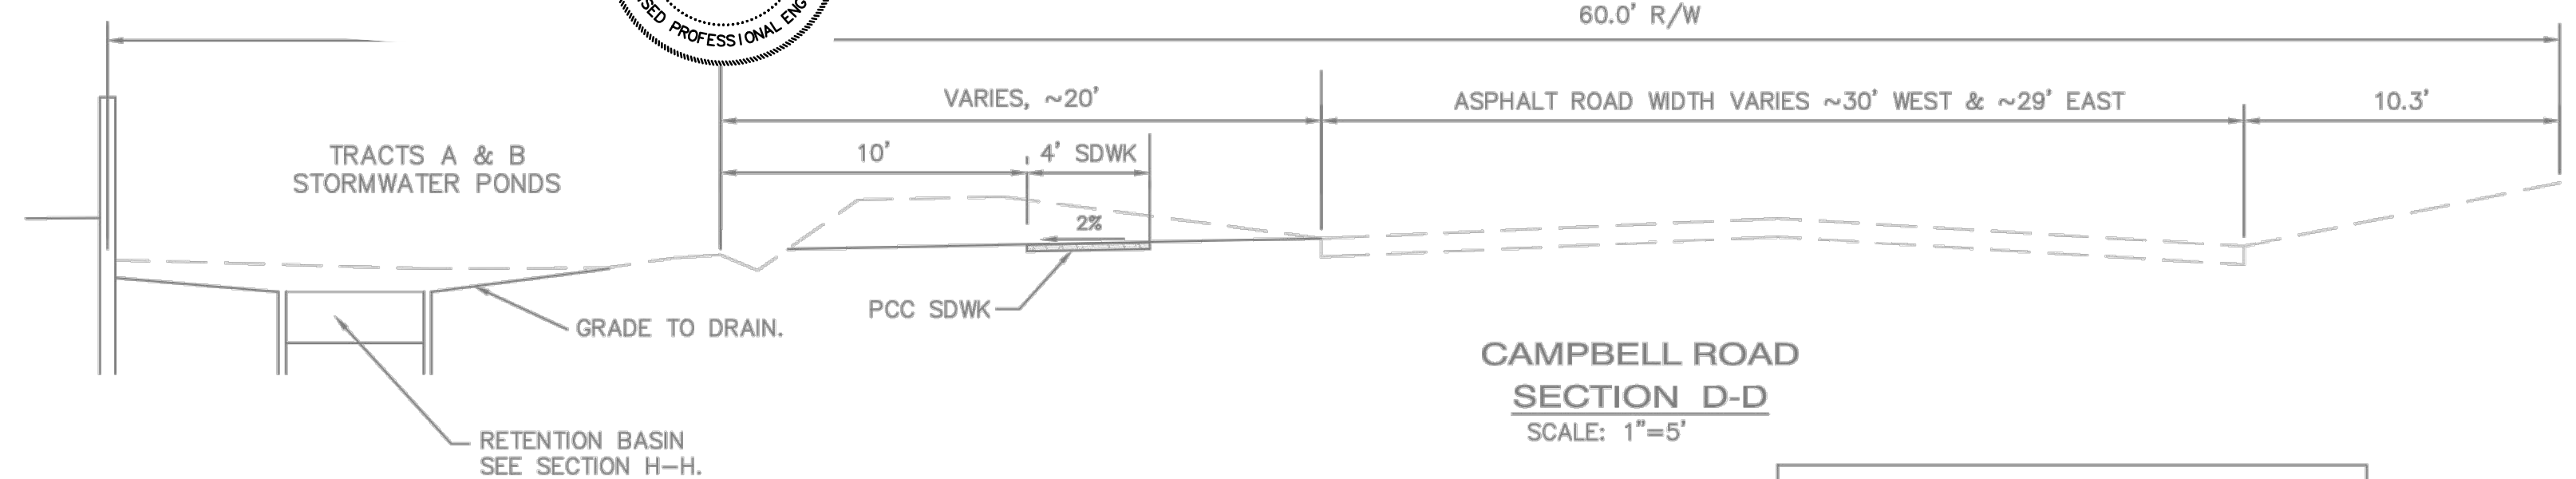 60.0' R/W
PROFESSIONAL
VARIES, ~20'
ASPHALT ROAD WIDTH VARIES ~30' WEST & ~29' EAST
10.3'
10'
4' SDWK
TRACTS A & B
STORMWATER PONDS
2%
PCC SDWK
GRADE TO DRAIN.
CAMPBELL ROAD
SECTION D-D
SCALE: 1"=5'
RETENTION BASIN
SEE SECTION H-H.